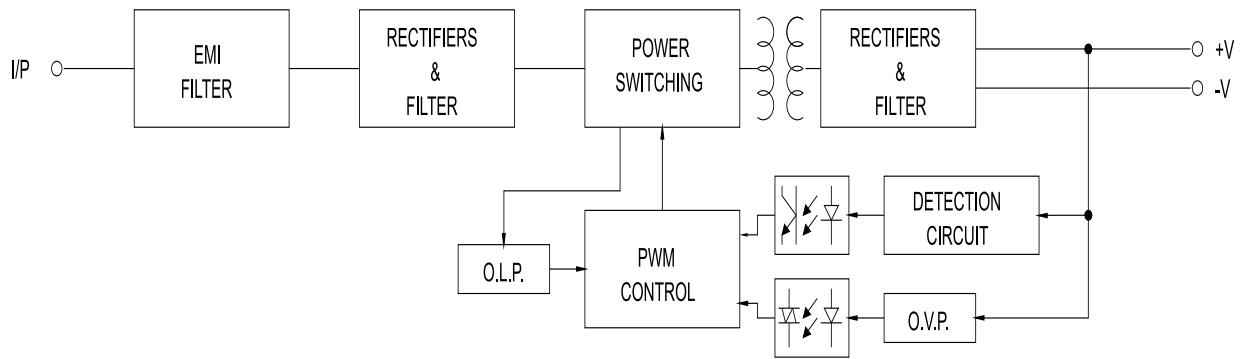 I/P
EMI
FILTER
RECTIFIERS
&
FILTER
POWER
SWITCHING
RECTIFIERS
&
FILTER
+V
-V
O.L.P.
PWM
CONTROL
DETECTION
CIRCUIT
O.V.P.